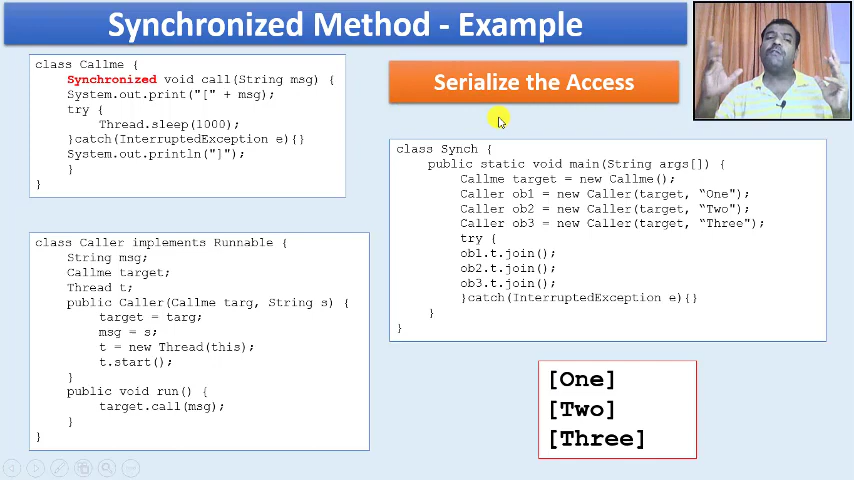 Synchronized Method - Example
class Callme {
Synchronized void call(String msg) {
System.out.print("[" + msg);
try {
Thread.sleep(1000);
}catch(InterruptedException e){}
System.out.println("]");
}
}
class Caller implements Runnable {
String msg;
Callme target;
Thread t;
public Caller(Callme targ, String s) {
target = targ;
msg = s;
t = new Thread(this);
t.start();
}
public void run() {
target.call(msg);
}
}
Serialize the Access
class Synch {
public static void main(String args[]) {
Callme target = new Callme();
Caller ob1 = new Caller(target, “One");
Caller ob2 = new Caller(target, “Two");
Caller ob3 = new Caller(target, “Three");
try {
ob1.t.join();
ob2.t.join();
ob3.t.join();
}catch(InterruptedException e){}
}
}
[One]
[Two]
[Three]